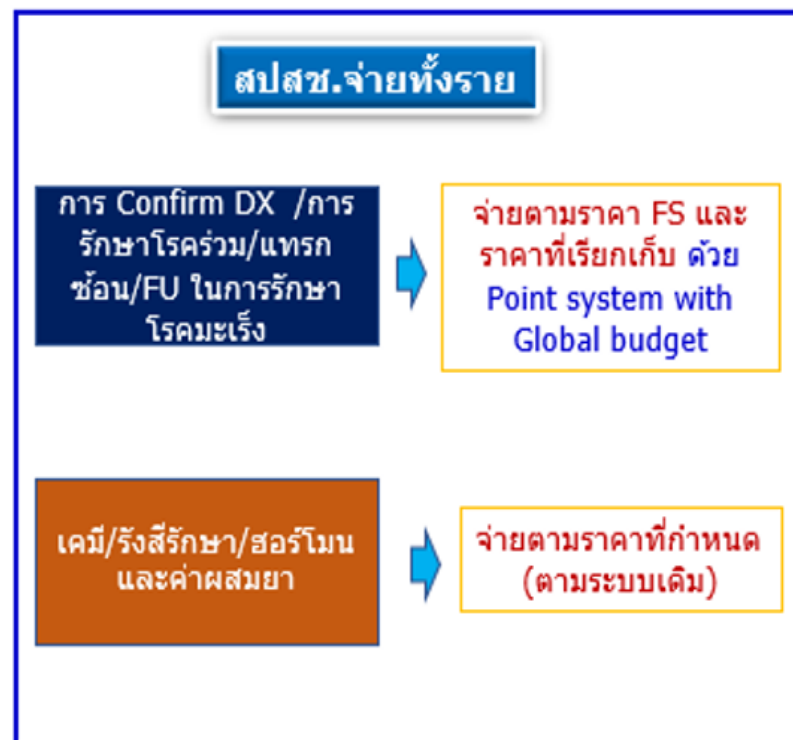 สปสช.จ่ายทั้งราย
การ Confirm DX /การ
รักษาโรคร่วม/แทรก
ซ้อน/FU ในการรักษา
โรคมะเร็ง
จ่ายตามราคา FS และ
ราคาที่เรียกเก็บ ด้วย
Point system with
Global budget
เคมี/รังสีรักษา/ฮอร์โมน
และค่าผสมยา
จ่ายตามราคาที่กำหนด
(ตามระบบเดิม)